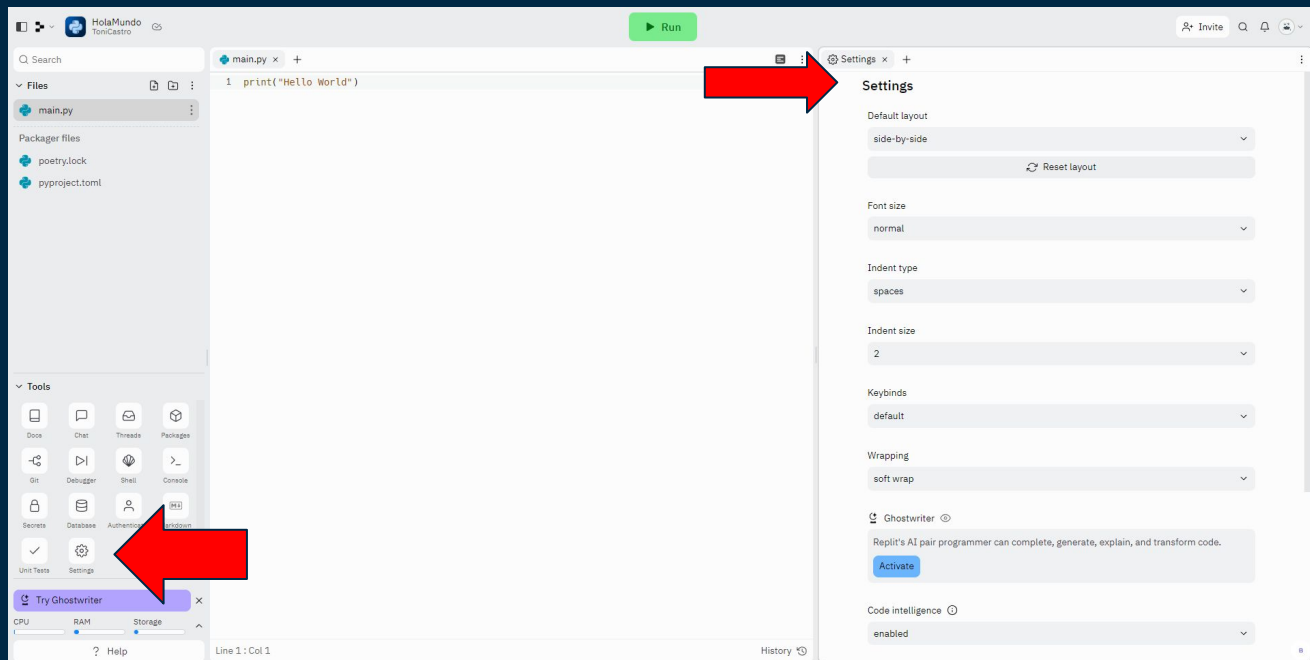 HolaMundo
ToniCastro
Run
Invite
Search
Files
main.py
Packager files
poetry.lock
pyproject.toml
Tools
Docs Chat Threads Packages
Git Debugger Shell Console
Secrets Database
Unit Tests Settings
Try Ghostwriter
CPU RAM Storage
? Help
main.py × +
1 print("Hello World")
Line 1 : Col 1
History
Settings × +
Settings
Default layout
side-by-side
Reset layout
Font size
normal
Indent type
spaces
Indent size
2
Keybinds
default
Wrapping
soft wrap
Ghostwriter
Replit's AI pair programmer can complete, generate, explain, and transform code.
Activate
Code intelligence
enabled